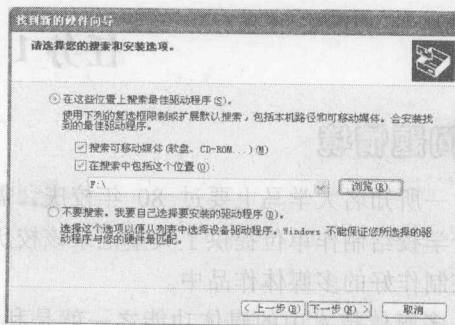 找到新的硬件向导
请选择您的搜索和安装选项。
在这些位置上搜索最佳驱动程序(S)。
使用下列的复选框限制或扩展默认搜索，包括本机路径和可移动媒体。会安装找
到的最佳驱动程序。
搜索可移动媒体(软盘、CD-ROM...)(M)
在搜索中包括这个位置(O):
F:\
浏览(R)
不要搜索。我要自己选择要安装的驱动程序(D)。
选择这个选项以便从列表中选择设备驱动程序。Windows 不能保证您所选择的驱
动程序与您的硬件最匹配。
< 上一步(B)
下一步(N) >
取消